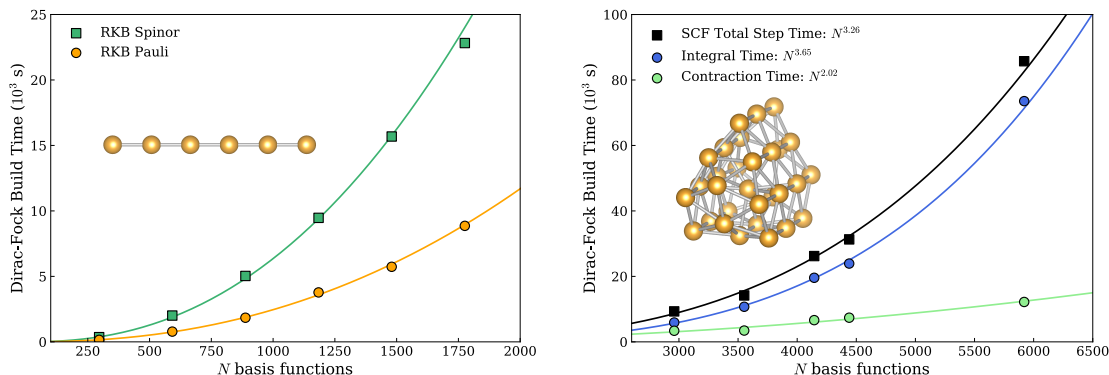 25
20
15
10
5
0
Dirac-Fock Build Time (10³ s)
RKB Spinor
RKB Pauli
250 500 750 1000 1250 1500 1750 2000
N basis functions
100
80
60
40
20
0
Dirac-Fock Build Time (10³ s)
SCF Total Step Time: N^3.26
Integral Time: N^3.65
Contraction Time: N^2.02
3000 3500 4000 4500 5000 5500 6000 6500
N basis functions